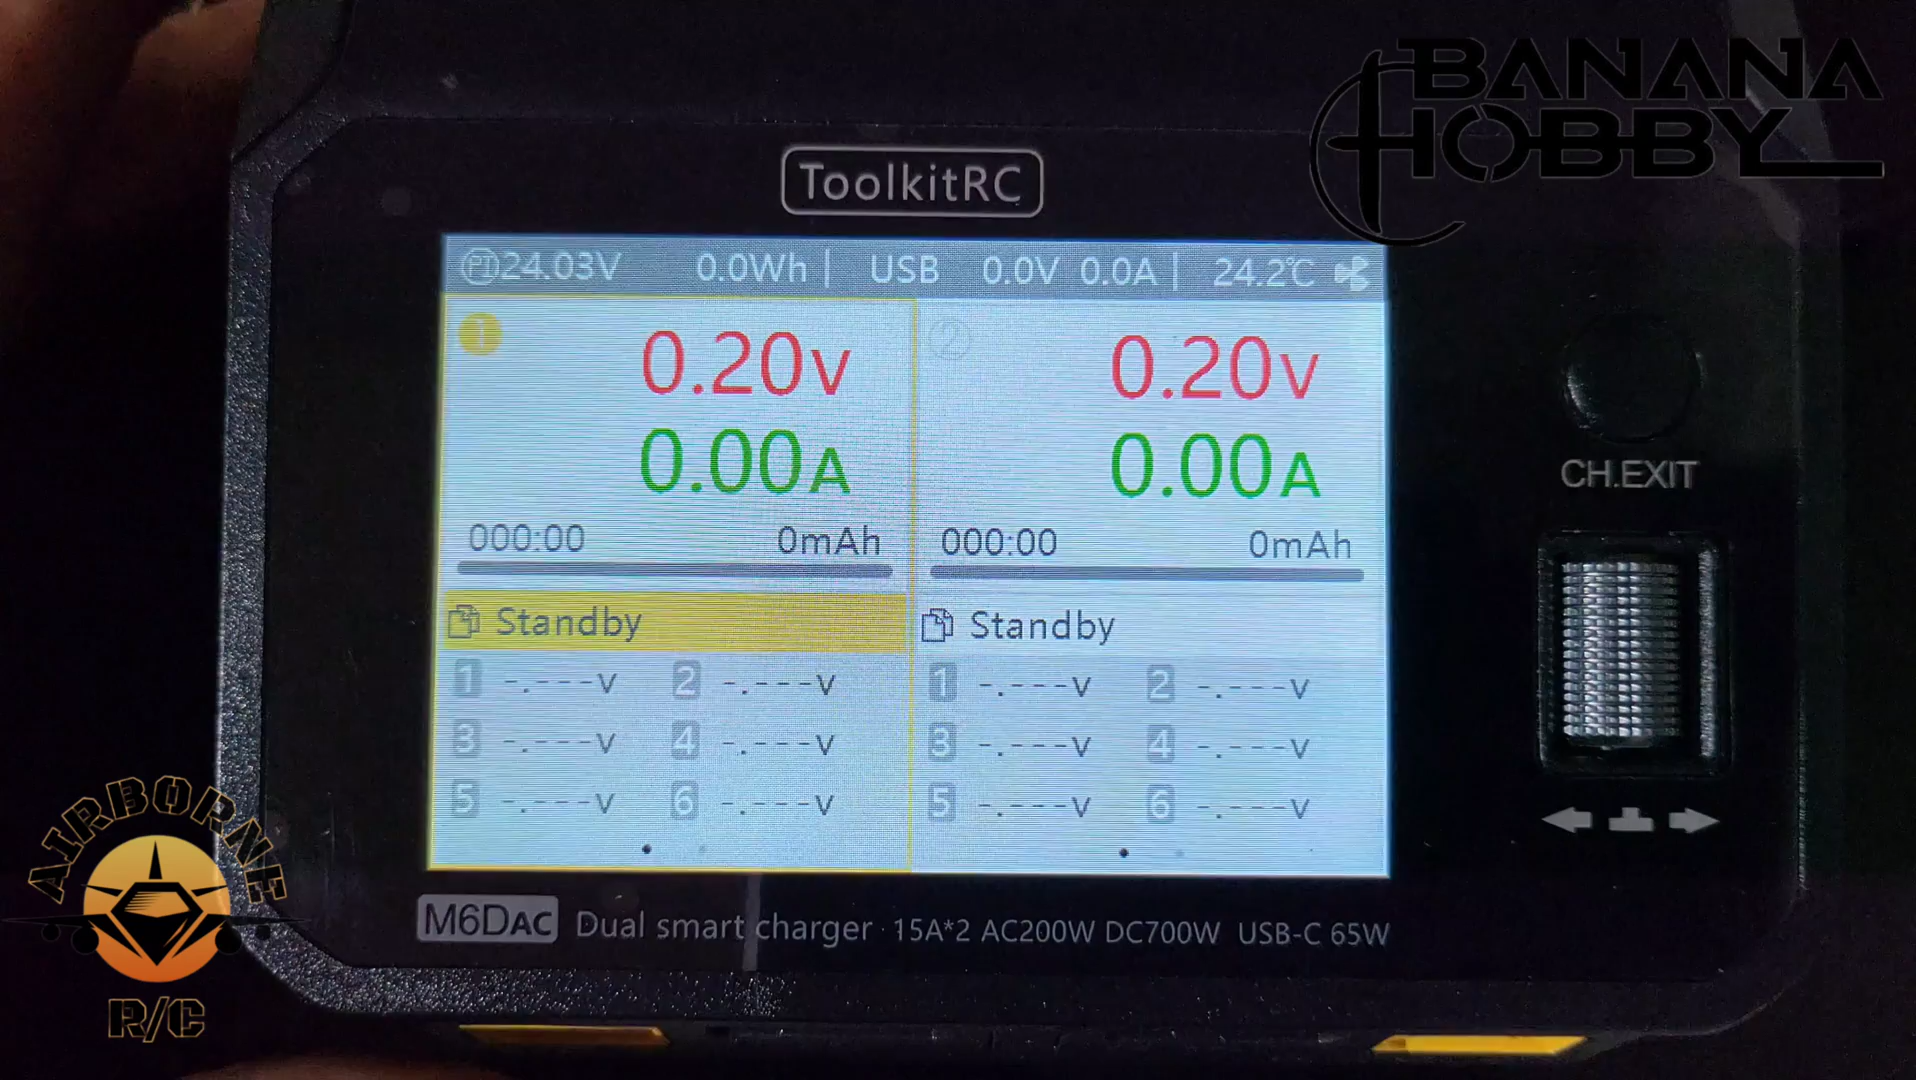 BANANA
HOBBY
ToolkitRC
P1 24.03V 0.0Wh | USB 0.0V 0.0A | 24.2℃
1 0.20V 2 0.20V
0.00A 0.00A
000:00 0mAh 000:00 0mAh
Standby Standby
1 -.---V 2 -.---V 1 -.---V 2 -.---V
3 -.---V 4 -.---V 3 -.---V 4 -.---V
5 -.---V 6 -.---V 5 -.---V 6 -.---V
CH.EXIT
M6DAC Dual smart charger · 15A*2 AC200W DC700W USB-C 65W
AIRBORNE
R/C